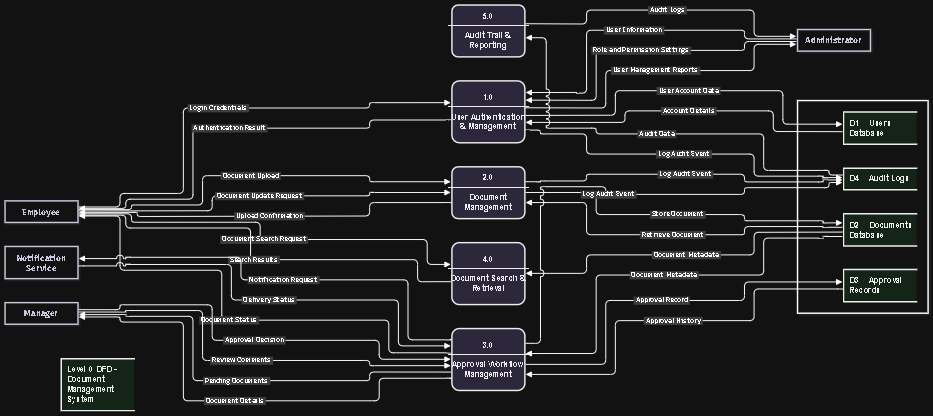 5.0
Audit Trail &
Reporting
Audit Logs
User Information
Administrator
Role and Permission Settings
User Management Reports
1.0
User Authentication
& Management
User Account Data
Account Details
Login Credentials
Authentication Result
Audit Data
D1 Users
Database
Log Audit Event
2.0
Document
Management
Document Upload
Log Audit Event
D4 Audit Logs
Document Update Request
Log Audit Event
Employee
Upload Confirmation
Store Document
D2 Documents
Database
Retrieve Document
Document Search Request
4.0
Document Search &
Retrieval
Document Metadata
Notification
Service
Search Results
Document Metadata
Notification Request
D3 Approval
Records
Delivery Status
Approval Record
Manager
Document Status
Approval History
3.0
Approval Workflow
Management
Approval Decision
Review Comments
Pending Documents
Document Details
Level 0 DFD -
Document
Management
System